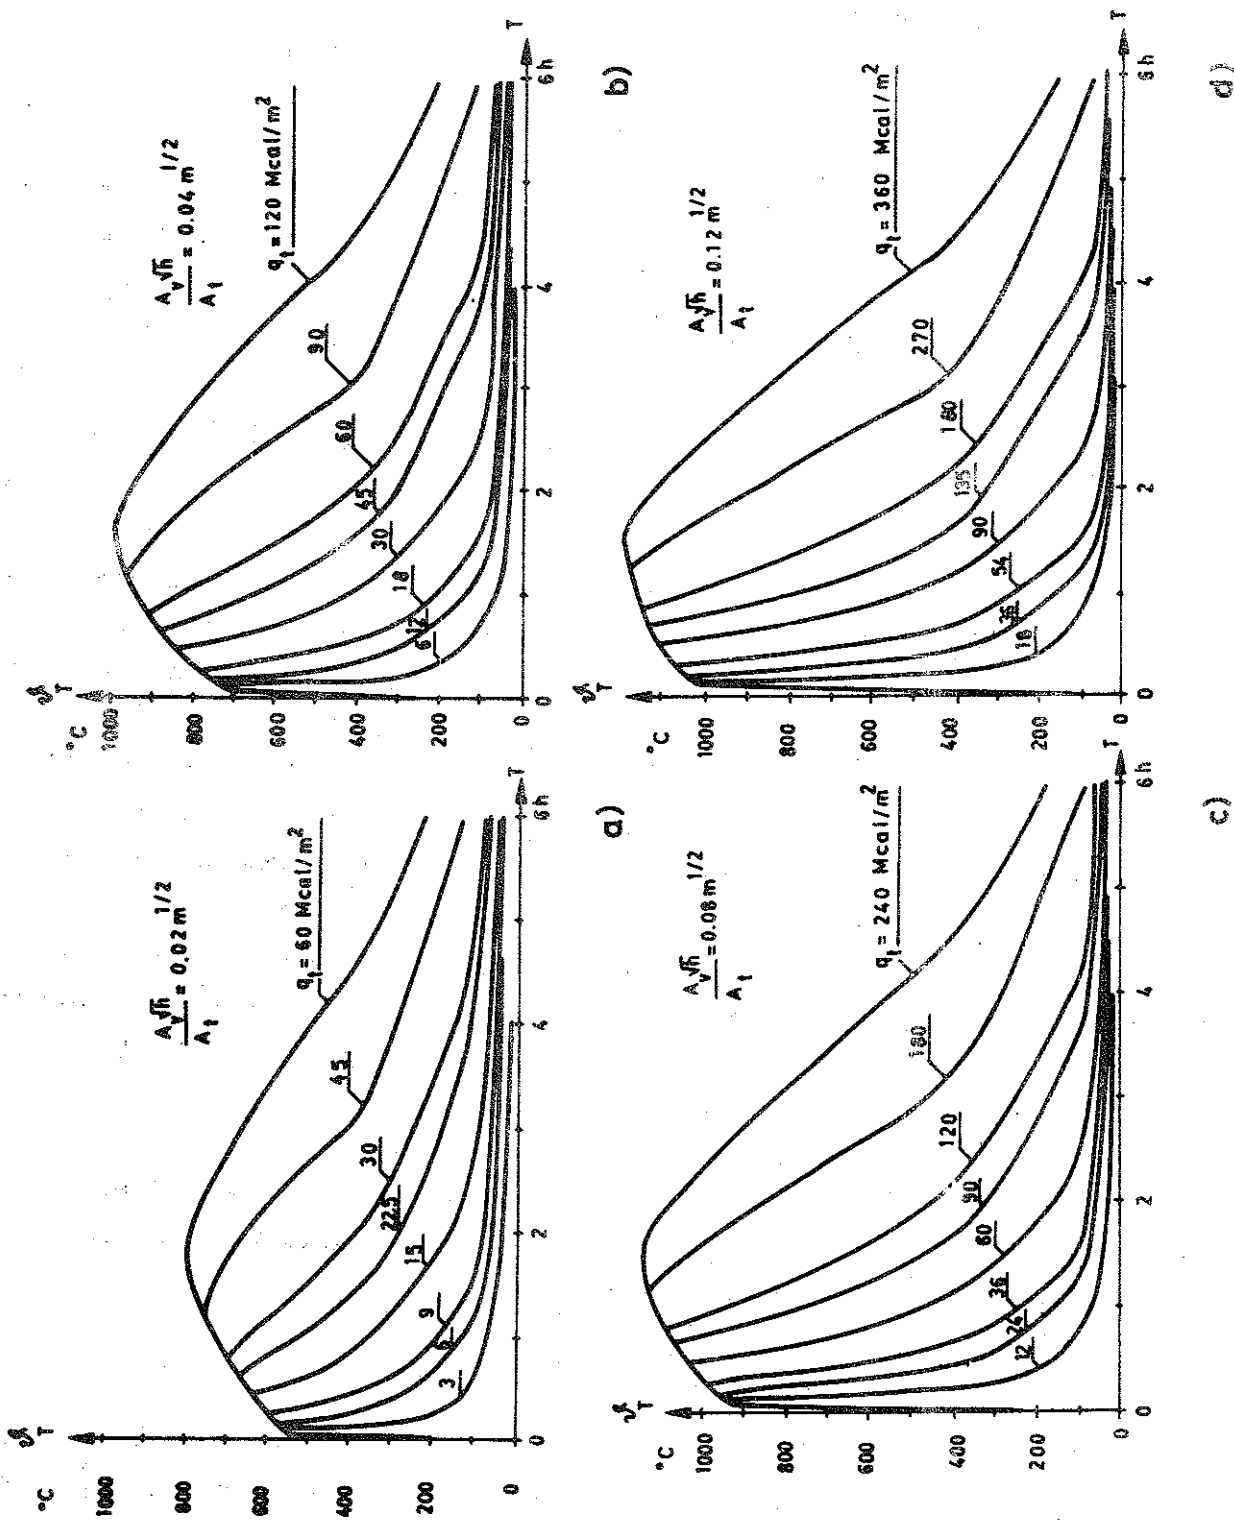 ϑ
T
°C
1000
800
600
400
200
0
A_v√h / A_t = 0.02 m^1/2
q_t = 60 Mcal/m²
45
30
22.5
15
9
6
3
0
2
4
6 h
T
a)
ϑ
T
°C
1000
800
600
400
200
0
A_v√h / A_t = 0.04 m^1/2
q_t = 120 Mcal/m²
90
60
45
30
18
12
6
0
2
4
6 h
T
b)
ϑ
T
°C
1000
800
600
400
200
0
A_v√h / A_t = 0.08 m^1/2
q_t = 240 Mcal/m²
180
120
90
60
36
24
12
0
2
4
6 h
T
c)
ϑ
T
°C
1000
800
600
400
200
0
A_v√h / A_t = 0.12 m^1/2
q_t = 360 Mcal/m²
270
180
135
90
54
36
18
0
2
4
6 h
T
d)